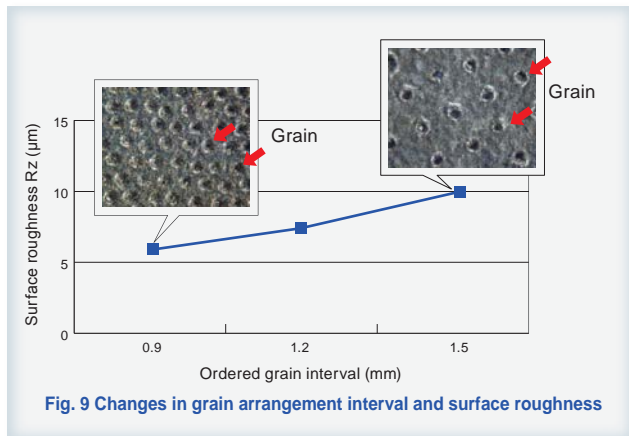 Grain
Grain
15
10
5
0
Surface roughness Rz (μm)
0.9
1.2
1.5
Ordered grain interval (mm)
Fig. 9 Changes in grain arrangement interval and surface roughness